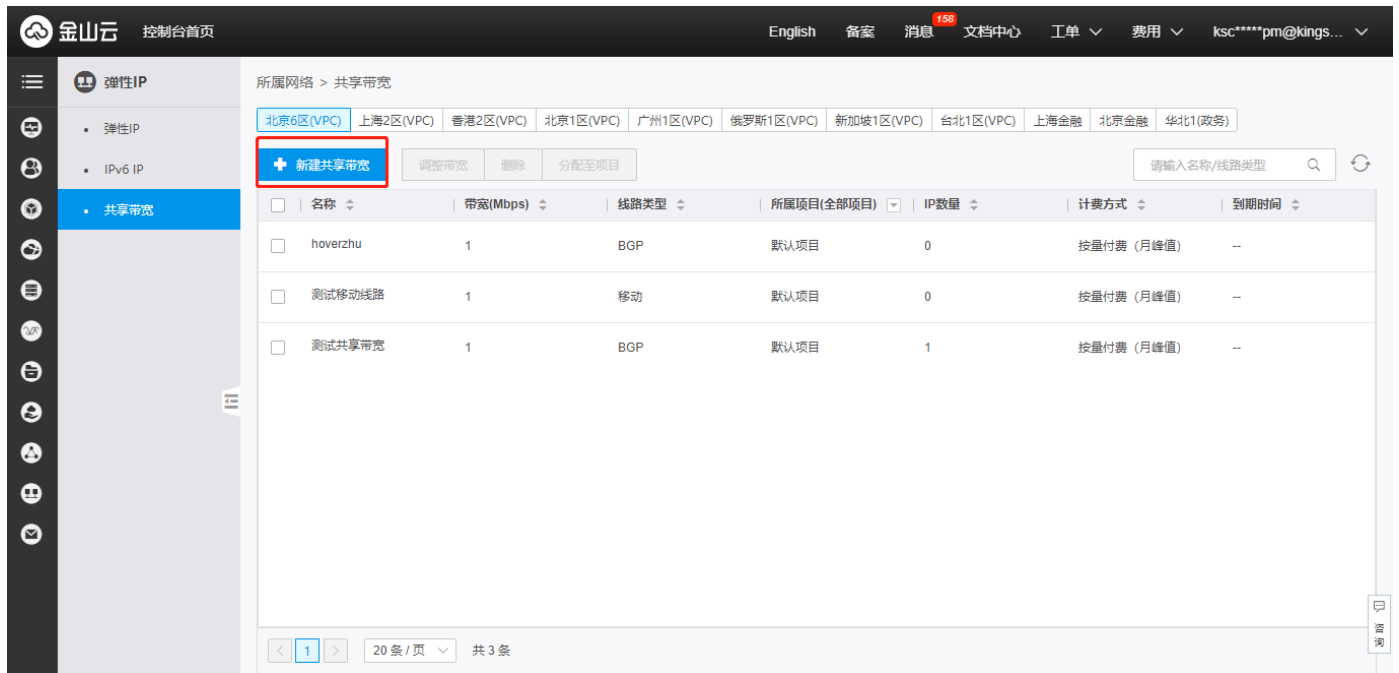 金山云 控制台首页 English 备案 消息 158 文档中心 工单 费用 ksc*****pm@kings...
弹性IP
弹性IP
IPv6 IP
共享带宽
所属网络 > 共享带宽
北京6区(VPC) 上海2区(VPC) 香港2区(VPC) 北京1区(VPC) 广州1区(VPC) 俄罗斯1区(VPC) 新加坡1区(VPC) 台北1区(VPC) 上海金融 北京金融 华北1(政务)
新建共享带宽 调整带宽 删除 分配至项目 请输入名称/线路类型
名称 带宽(Mbps) 线路类型 所属项目(全部项目) IP数量 计费方式 到期时间
hoverzhu 1 BGP 默认项目 0 按量付费（月峰值） --
测试移动线路 1 移动 默认项目 0 按量付费（月峰值） --
测试共享带宽 1 BGP 默认项目 1 按量付费（月峰值） --
< 1 > 20 条 / 页 共 3 条
咨询